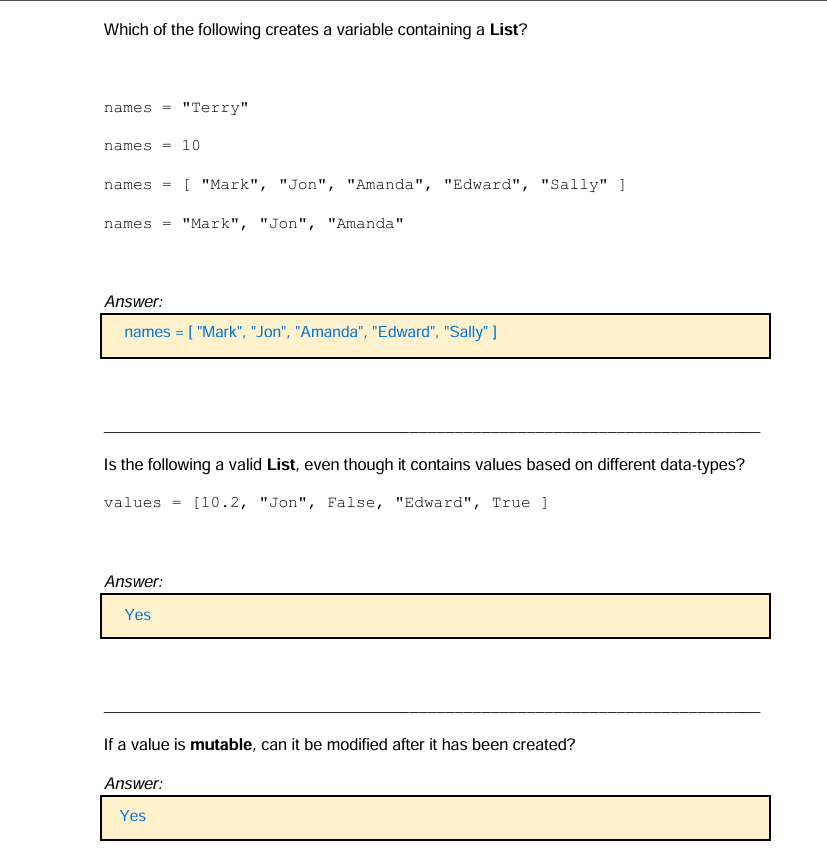 Which of the following creates a variable containing a List?
names = "Terry"
names = 10
names = [ "Mark", "Jon", "Amanda", "Edward", "Sally" ]
names = "Mark", "Jon", "Amanda"
Answer:
names = [ "Mark", "Jon", "Amanda", "Edward", "Sally" ]
Is the following a valid List, even though it contains values based on different data-types?
values = [10.2, "Jon", False, "Edward", True ]
Answer:
Yes
If a value is mutable, can it be modified after it has been created?
Answer:
Yes